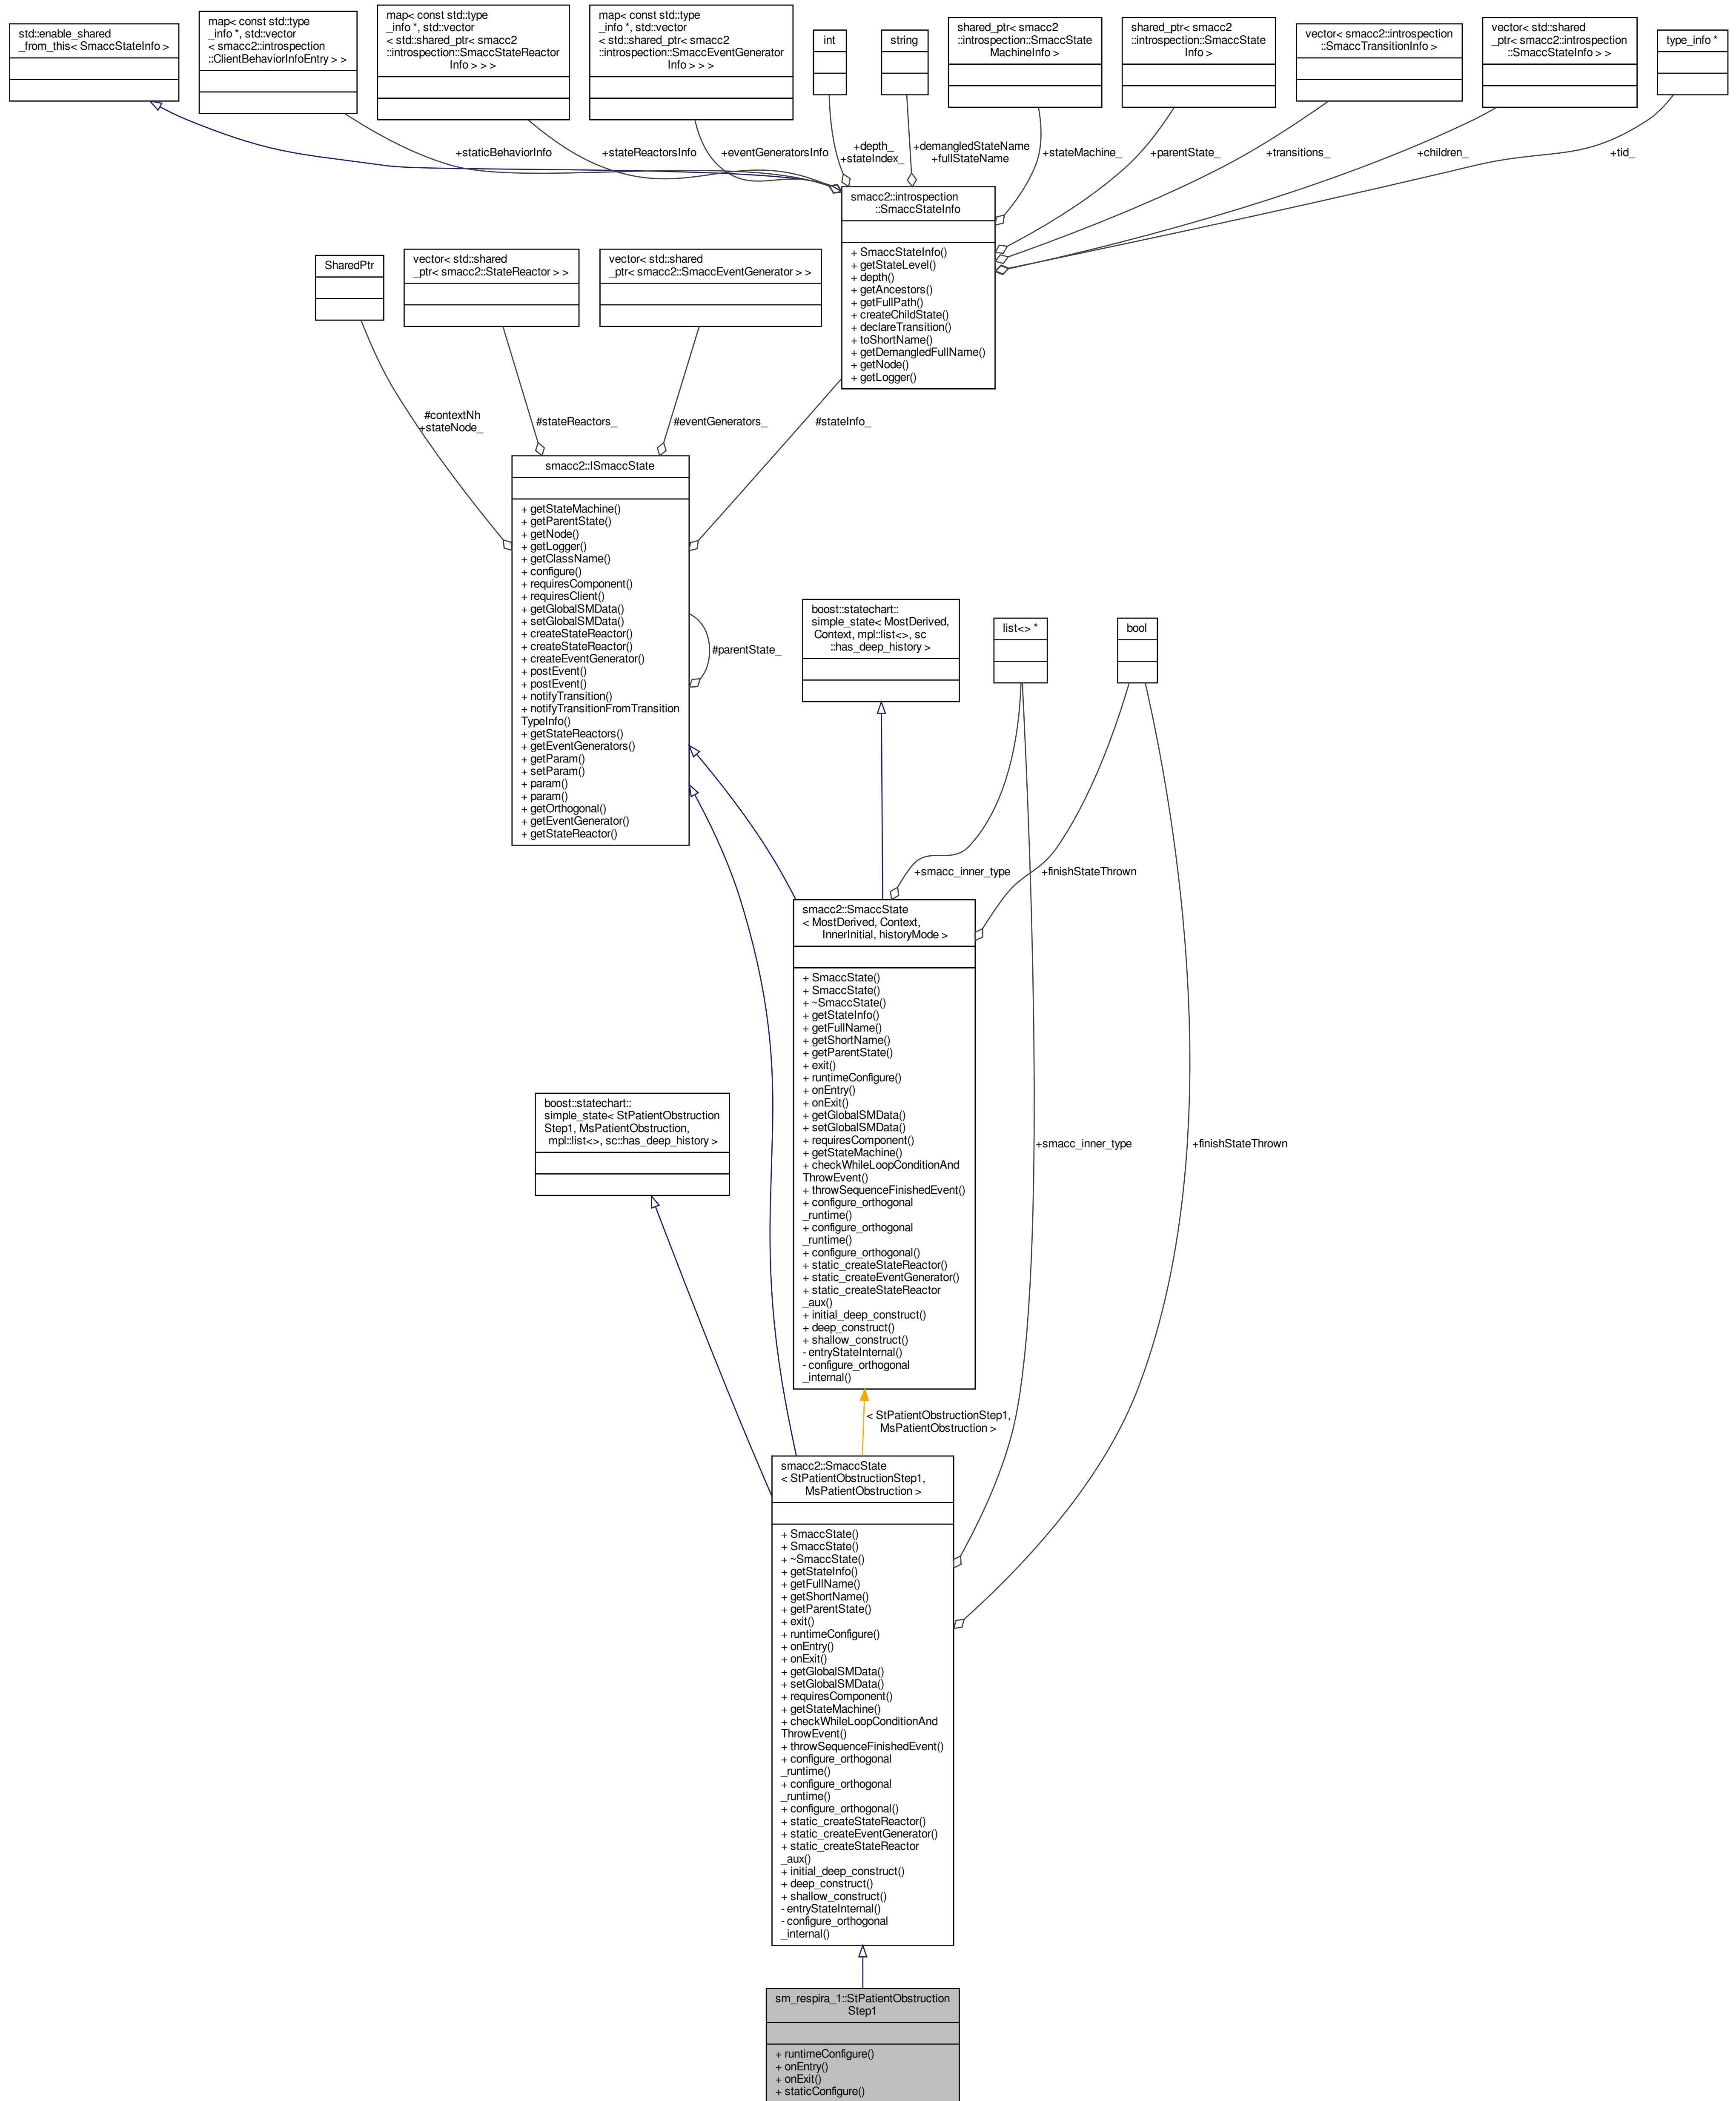 std::enable_shared
_from_this< SmaccStateInfo >
map< const std::type
_info *, std::vector
< smacc2::introspection
::ClientBehaviorInfoEntry > >
map< const std::type
_info *, std::vector
< std::shared_ptr< smacc2
::introspection::SmaccStateReactor
Info > > >
map< const std::type
_info *, std::vector
< std::shared_ptr< smacc2
::introspection::SmaccEventGenerator
Info > > >
int
string
shared_ptr< smacc2
::introspection::SmaccState
MachineInfo >
shared_ptr< smacc2
::introspection::SmaccState
Info >
vector< smacc2::introspection
::SmaccTransitionInfo >
vector< std::shared
_ptr< smacc2::introspection
::SmaccStateInfo > >
type_info *
+staticBehaviorInfo
+stateReactorsInfo
+eventGeneratorsInfo
+depth_
+stateIndex_
+demangledStateName
+fullStateName
+stateMachine_
+parentState_
+transitions_
+children_
+tid_
smacc2::introspection
::SmaccStateInfo
+ SmaccStateInfo()
+ getStateLevel()
+ depth()
+ getAncestors()
+ getFullPath()
+ createChildState()
+ declareTransition()
+ toShortName()
+ getDemangledFullName()
+ getNode()
+ getLogger()
SharedPtr
vector< std::shared
_ptr< smacc2::StateReactor > >
vector< std::shared
_ptr< smacc2::SmaccEventGenerator > >
#contextNh
+stateNode_
#stateReactors_
#eventGenerators_
#stateInfo_
smacc2::ISmaccState
+ getStateMachine()
+ getParentState()
+ getNode()
+ getLogger()
+ getClassName()
+ configure()
+ requiresComponent()
+ requiresClient()
+ getGlobalSMData()
+ setGlobalSMData()
+ createStateReactor()
+ createStateReactor()
+ createEventGenerator()
+ postEvent()
+ postEvent()
+ notifyTransition()
+ notifyTransitionFromTransition
TypeInfo()
+ getStateReactors()
+ getEventGenerators()
+ getParam()
+ setParam()
+ param()
+ param()
+ getOrthogonal()
+ getEventGenerator()
+ getStateReactor()
#parentState_
boost::statechart::
simple_state< MostDerived,
Context, mpl::list<>, sc
::has_deep_history >
list<> *
bool
+smacc_inner_type
+finishStateThrown
smacc2::SmaccState
< MostDerived, Context,
InnerInitial, historyMode >
+ SmaccState()
+ SmaccState()
+ ~SmaccState()
+ getStateInfo()
+ getFullName()
+ getShortName()
+ getParentState()
+ exit()
+ runtimeConfigure()
+ onEntry()
+ onExit()
+ getGlobalSMData()
+ setGlobalSMData()
+ requiresComponent()
+ getStateMachine()
+ checkWhileLoopConditionAnd
ThrowEvent()
+ throwSequenceFinishedEvent()
+ configure_orthogonal
_runtime()
+ configure_orthogonal
_runtime()
+ configure_orthogonal()
+ static_createStateReactor()
+ static_createEventGenerator()
+ static_createStateReactor
_aux()
+ initial_deep_construct()
+ deep_construct()
+ shallow_construct()
- entryStateInternal()
- configure_orthogonal
_internal()
boost::statechart::
simple_state< StPatientObstruction
Step1, MsPatientObstruction,
mpl::list<>, sc::has_deep_history >
+smacc_inner_type
+finishStateThrown
< StPatientObstructionStep1,
MsPatientObstruction >
smacc2::SmaccState
< StPatientObstructionStep1,
MsPatientObstruction >
+ SmaccState()
+ SmaccState()
+ ~SmaccState()
+ getStateInfo()
+ getFullName()
+ getShortName()
+ getParentState()
+ exit()
+ runtimeConfigure()
+ onEntry()
+ onExit()
+ getGlobalSMData()
+ setGlobalSMData()
+ requiresComponent()
+ getStateMachine()
+ checkWhileLoopConditionAnd
ThrowEvent()
+ throwSequenceFinishedEvent()
+ configure_orthogonal
_runtime()
+ configure_orthogonal
_runtime()
+ configure_orthogonal()
+ static_createStateReactor()
+ static_createEventGenerator()
+ static_createStateReactor
_aux()
+ initial_deep_construct()
+ deep_construct()
+ shallow_construct()
- entryStateInternal()
- configure_orthogonal
_internal()
sm_respira_1::StPatientObstruction
Step1
+ runtimeConfigure()
+ onEntry()
+ onExit()
+ staticConfigure()